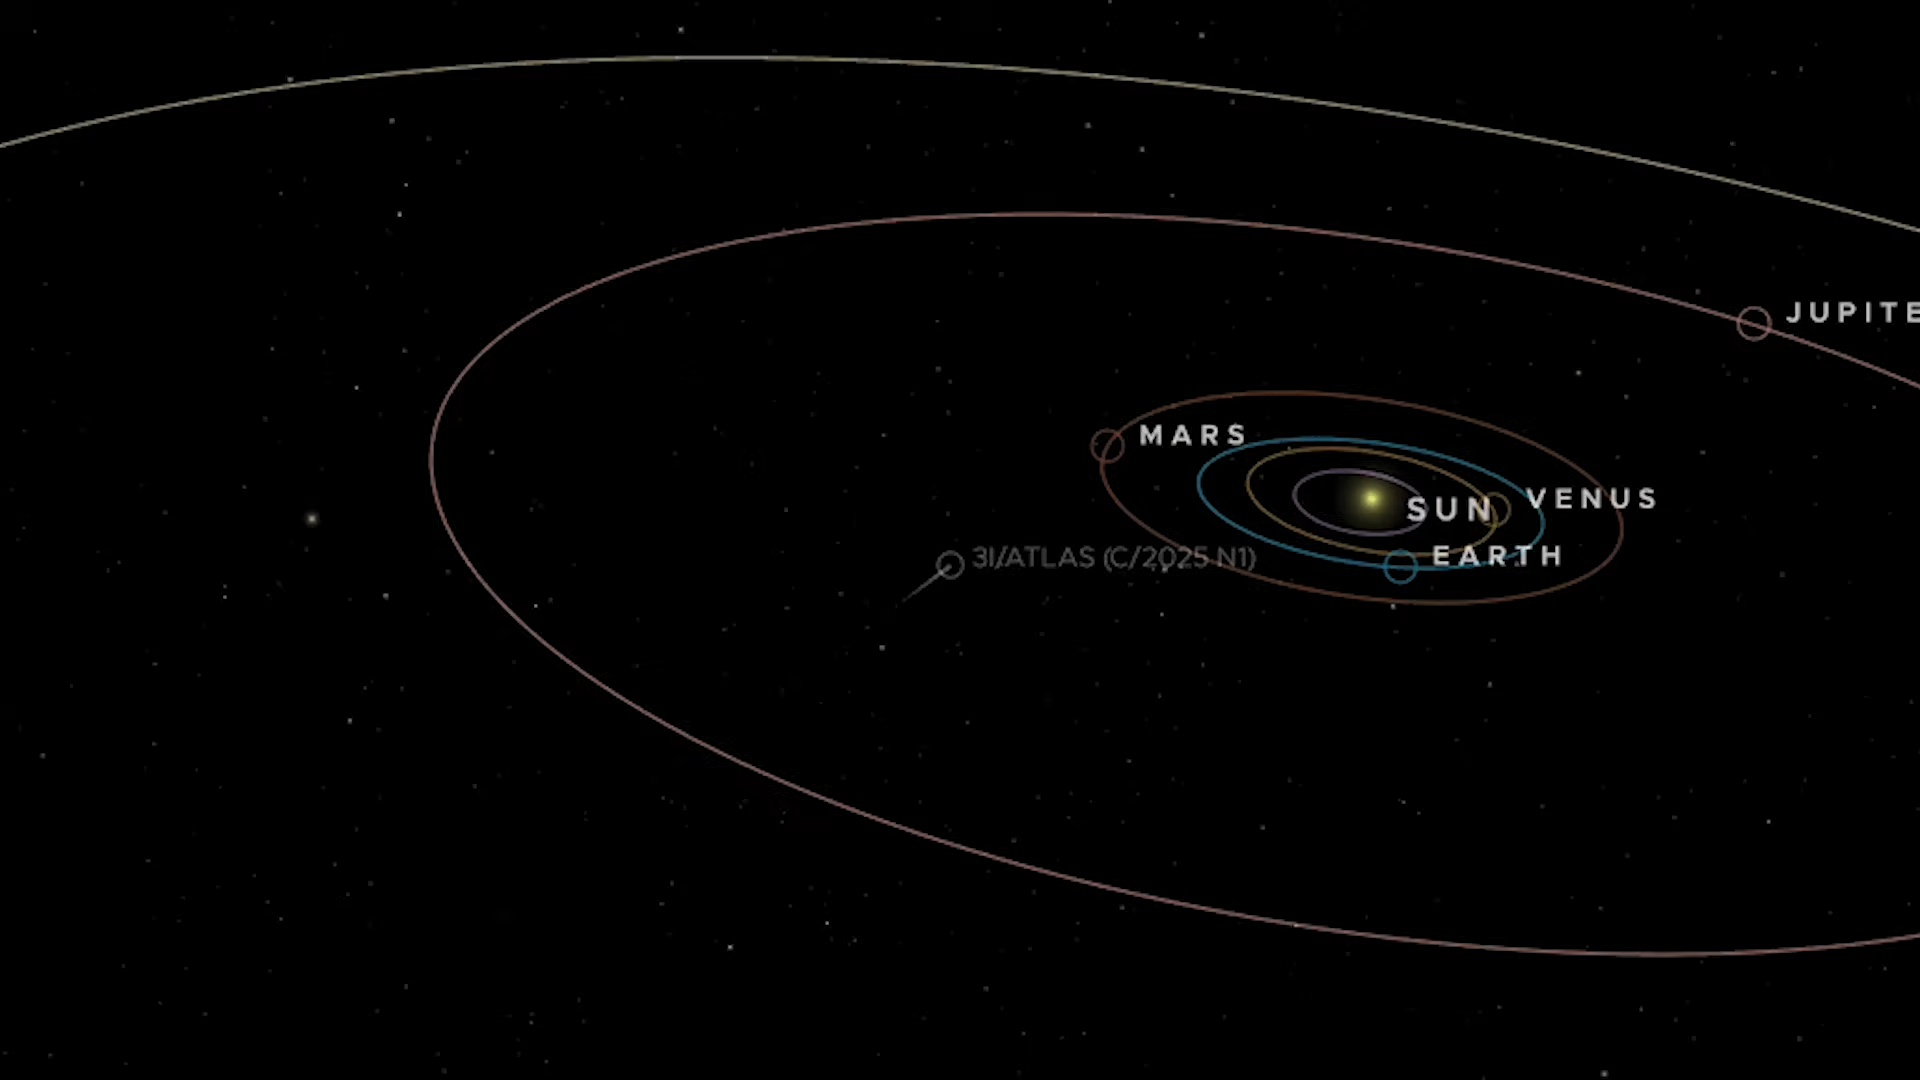 JUPITE
MARS
VENUS
SUN
EARTH
3I/ATLAS (C/2025 N1)